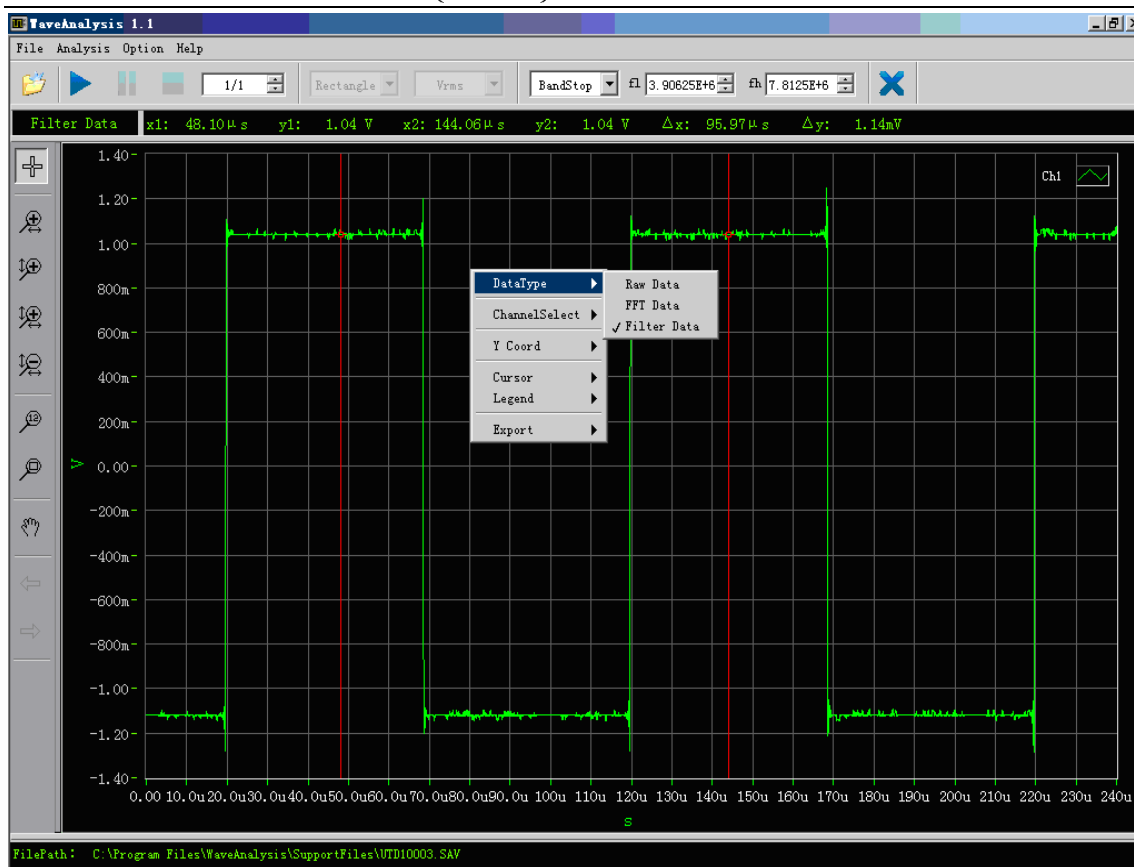 WaveAnalysis 1.1
File Analysis Option Help
1/1 Rectangle Vrms BandStop fl 3.90625E+6 fh 7.8125E+6
Filter Data x1: 48.10μs y1: 1.04 V x2: 144.06μs y2: 1.04 V Δx: 95.97μs Δy: 1.14mV
Ch1
1.40
1.20
1.00
800m
600m
400m
200m
0.00
-200m
-400m
-600m
-800m
-1.00
-1.20
-1.40
V
DataType
ChannelSelect
Y Coord
Cursor
Legend
Export
Raw Data
FFT Data
✓Filter Data
0.00 10.0u 20.0u 30.0u 40.0u 50.0u 60.0u 70.0u 80.0u 90.0u 100u 110u 120u 130u 140u 150u 160u 170u 180u 190u 200u 210u 220u 230u 240u
s
FilePath: C:\Program Files\WaveAnalysis\SupportFiles\UTD10003.SAV